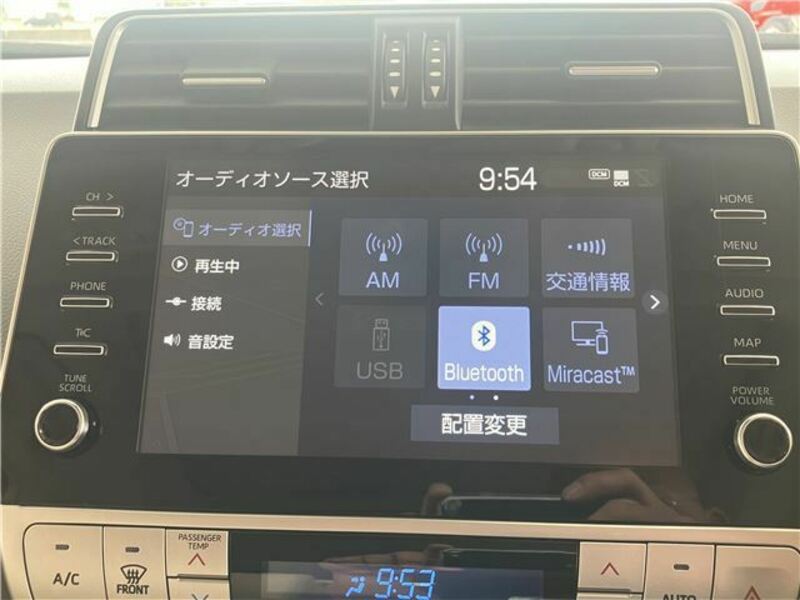 オーディオソース選択
9:54
DCM
DCM
オーディオ選択
再生中
接続
音設定
AM
FM
交通情報
USB
Bluetooth
Miracast™
配置変更
CH >
< TRACK
PHONE
T;C
TUNE
SCROLL
HOME
MENU
AUDIO
MAP
POWER
VOLUME
A/C
FRONT
PASSENGER
TEMP
9:53
AUTO